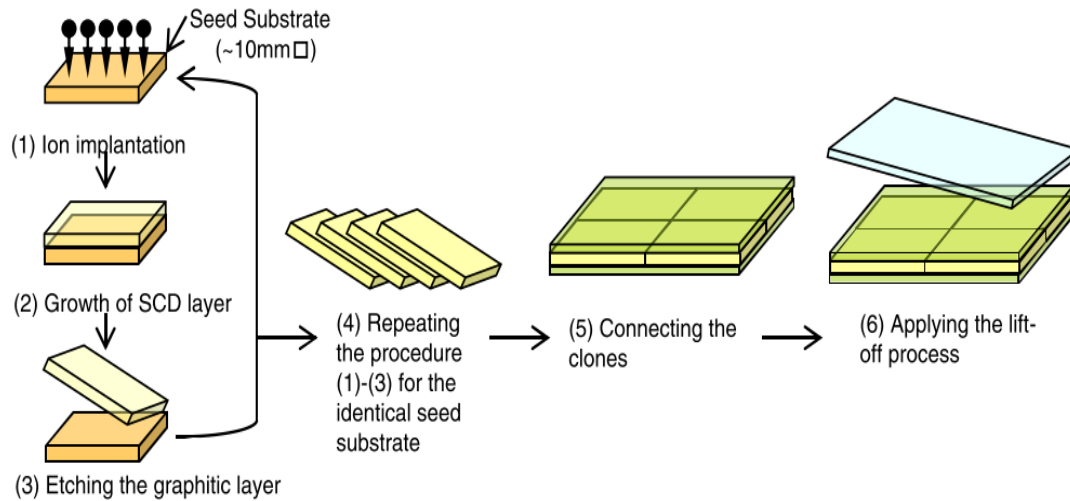 Seed Substrate
(~10mm□)
(1) Ion implantation
(2) Growth of SCD layer
(3) Etching the graphitic layer
(4) Repeating
the procedure
(1)-(3) for the
identical seed
substrate
(5) Connecting the
clones
(6) Applying the lift-
off process